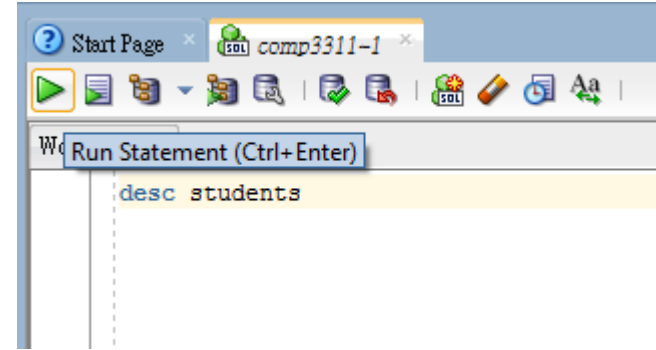 Start Page
comp3311-1
Run Statement (Ctrl+Enter)
desc students